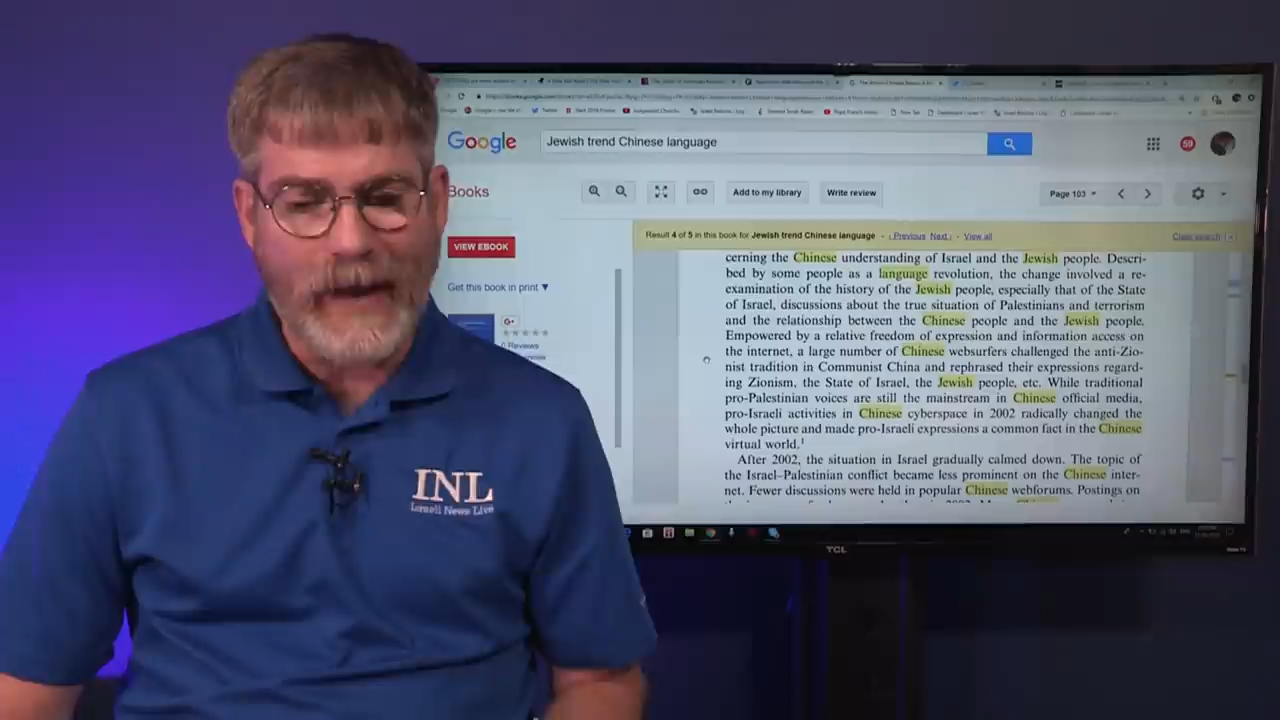 Google
Jewish trend Chinese language
59
Books
Add to my library
Write review
Page 103
VIEW EBOOK
Result 4 of 5 in this book for Jewish trend Chinese language - ‹ Previous Next › - View all
Clear search
Get this book in print ▼
G+
0 Reviews
cerning the Chinese understanding of Israel and the Jewish people. Descri-
bed by some people as a language revolution, the change involved a re-
examination of the history of the Jewish people, especially that of the State
of Israel, discussions about the true situation of Palestinians and terrorism
and the relationship between the Chinese people and the Jewish people.
Empowered by a relative freedom of expression and information access on
the internet, a large number of Chinese websurfers challenged the anti-Zio-
nist tradition in Communist China and rephrased their expressions regard-
ing Zionism, the State of Israel, the Jewish people, etc. While traditional
pro-Palestinian voices are still the mainstream in Chinese official media,
pro-Israeli activities in Chinese cyberspace in 2002 radically changed the
whole picture and made pro-Israeli expressions a common fact in the Chinese
virtual world.1
After 2002, the situation in Israel gradually calmed down. The topic of
the Israel–Palestinian conflict became less prominent on the Chinese inter-
net. Fewer discussions were held in popular Chinese webforums. Postings on
TCL
INL
Israeli News Live